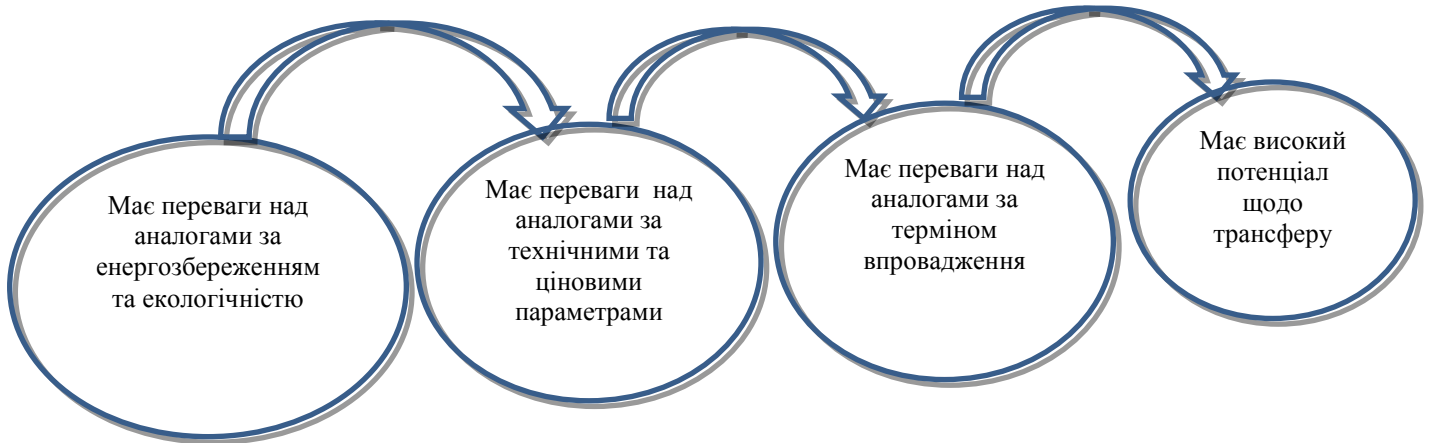 Має переваги над
аналогами за
енергозбереженням
та екологічністю
Має переваги над
аналогами за
технічними та
ціновими
параметрами
Має переваги над
аналогами за
терміном
впровадження
Має високий
потенціал
щодо
трансферу